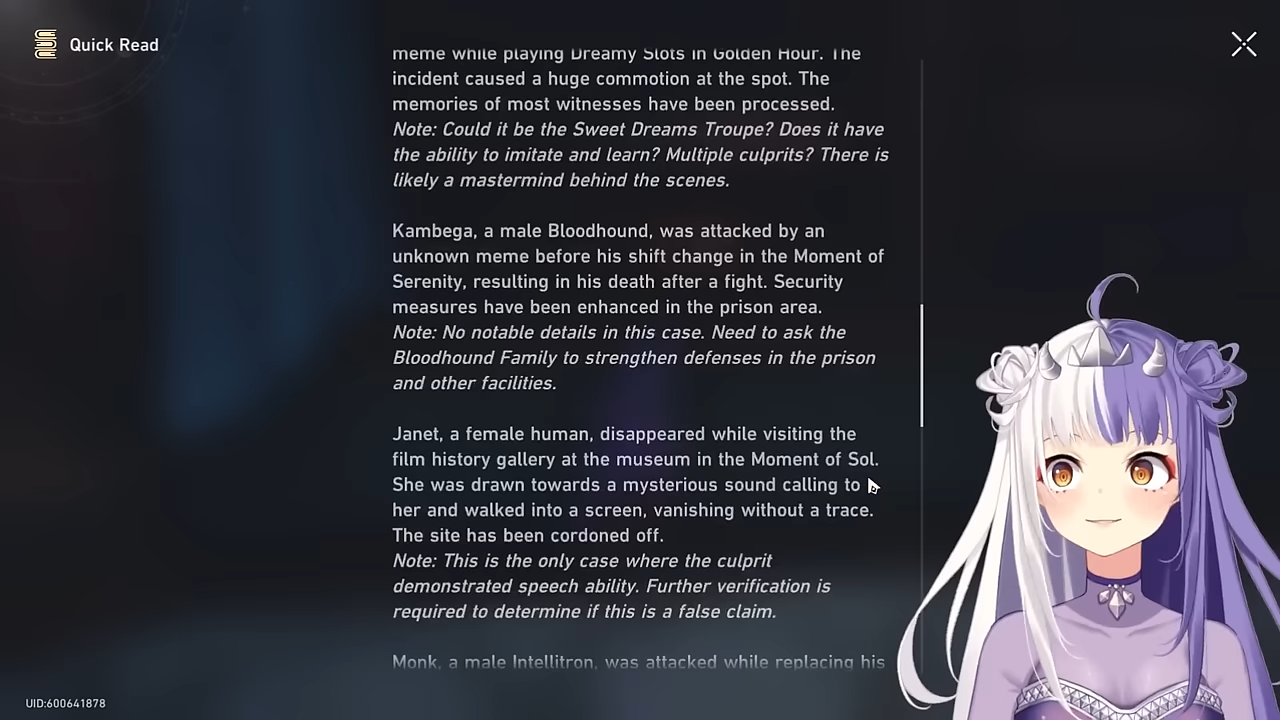 Quick Read
meme while playing Dreamy Slots in Golden Hour. The
incident caused a huge commotion at the spot. The
memories of most witnesses have been processed.
Note: Could it be the Sweet Dreams Troupe? Does it have
the ability to imitate and learn? Multiple culprits? There is
likely a mastermind behind the scenes.
Kambega, a male Bloodhound, was attacked by an
unknown meme before his shift change in the Moment of
Serenity, resulting in his death after a fight. Security
measures have been enhanced in the prison area.
Note: No notable details in this case. Need to ask the
Bloodhound Family to strengthen defenses in the prison
and other facilities.
Janet, a female human, disappeared while visiting the
film history gallery at the museum in the Moment of Sol.
She was drawn towards a mysterious sound calling to
her and walked into a screen, vanishing without a trace.
The site has been cordoned off.
Note: This is the only case where the culprit
demonstrated speech ability. Further verification is
required to determine if this is a false claim.
Monk, a male Intellitron, was attacked while replacing his
UID:600641878